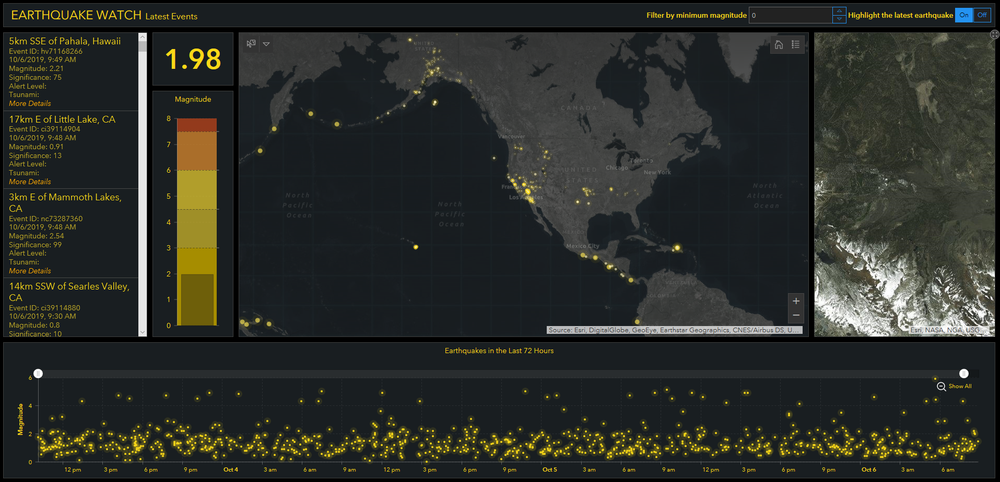 EARTHQUAKE WATCH Latest Events
Filter by minimum magnitude 0 Highlight the latest earthquake On Off
5km SSE of Pahala, Hawaii
Event ID: hv71168266
10/6/2019, 9:49 AM
Magnitude: 2.21
Significance: 75
Alert Level:
Tsunami:
More Details
17km E of Little Lake, CA
Event ID: ci39114904
10/6/2019, 9:48 AM
Magnitude: 0.91
Significance: 13
Alert Level:
Tsunami:
More Details
3km E of Mammoth Lakes,
CA
Event ID: nc73287360
10/6/2019, 9:48 AM
Magnitude: 2.54
Significance: 99
Alert Level:
Tsunami:
More Details
14km SSW of Searles Valley,
CA
Event ID: ci39114880
10/6/2019, 9:30 AM
Magnitude: 0.8
Significance: 10
1.98
Magnitude
8
7
6
5
4
3
2
1
0
UNITED
STATES
CANADA
Vancouver
Toronto
Chicago
New York
UNITED
STATES
San
Francisco
Los Angeles
North
Pacific
Ocean
North
Pacific
Ocean
North
Atlantic
Ocean
MÉXICO
Mexico City
VENEZUELA
COLOMBIA
Source: Esri, DigitalGlobe, GeoEye, Earthstar Geographics, CNES/Airbus DS, U...
Esri, NASA, NGA, USG...
Earthquakes in the Last 72 Hours
Show All
Magnitude
6
4
2
0
12 pm 3 pm 6 pm 9 pm Oct 4 3 am 6 am 9 am 12 pm 3 pm 6 pm 9 pm Oct 5 3 am 6 am 9 am 12 pm 3 pm 6 pm 9 pm Oct 6 3 am 6 am